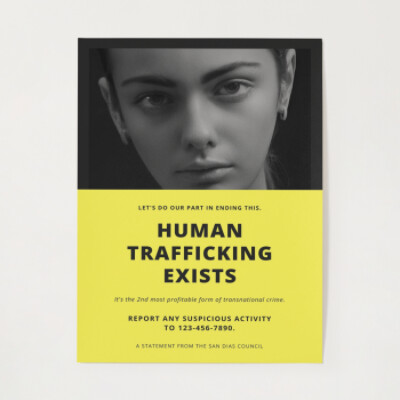 LET'S DO OUR PART IN ENDING THIS.
HUMAN
TRAFFICKING
EXISTS
It's the 2nd most profitable form of transnational crime.
REPORT ANY SUSPICIOUS ACTIVITY
TO 123-456-7890.
A STATEMENT FROM THE SAN DIAS COUNCIL